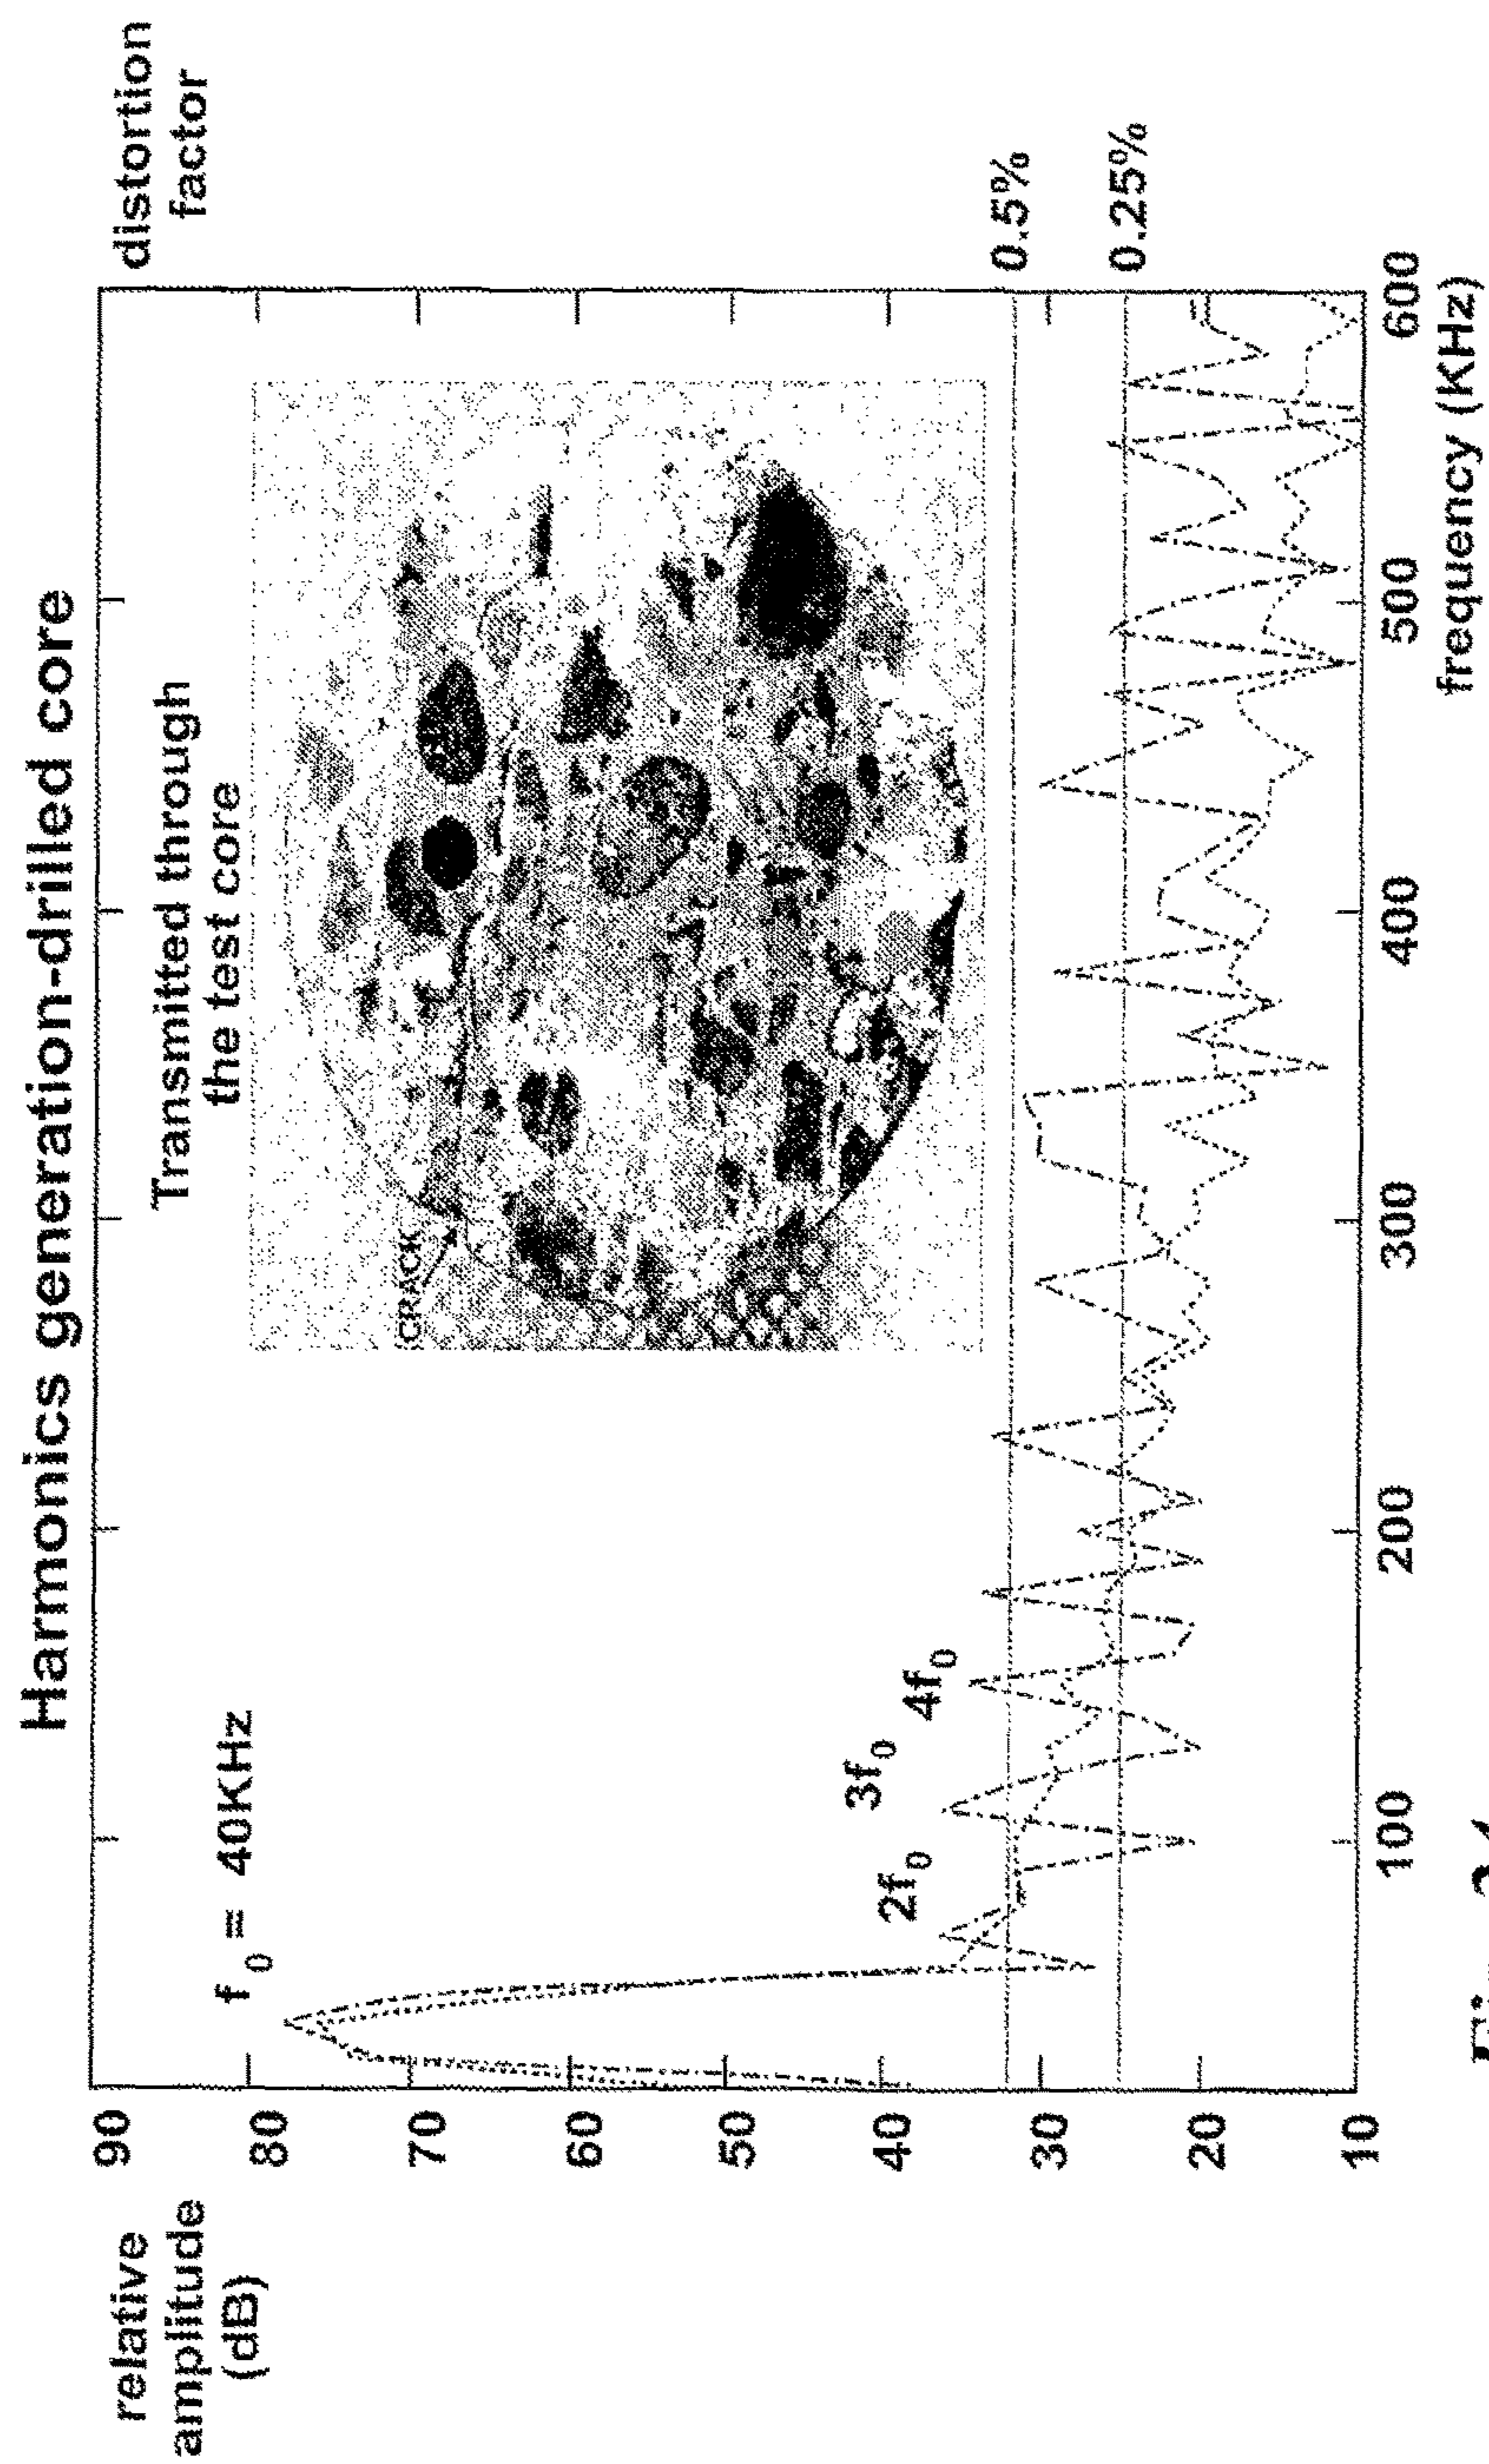 Harmonics generation-drilled core
relative
amplitude
(dB)
distortion
factor
f0 = 40KHz
Transmitted through
the test core
CRACK
2f0
3f0
4f0
90
80
70
60
50
40
30
20
10
0.5%
0.25%
100
200
300
400
500
600
frequency (KHz)